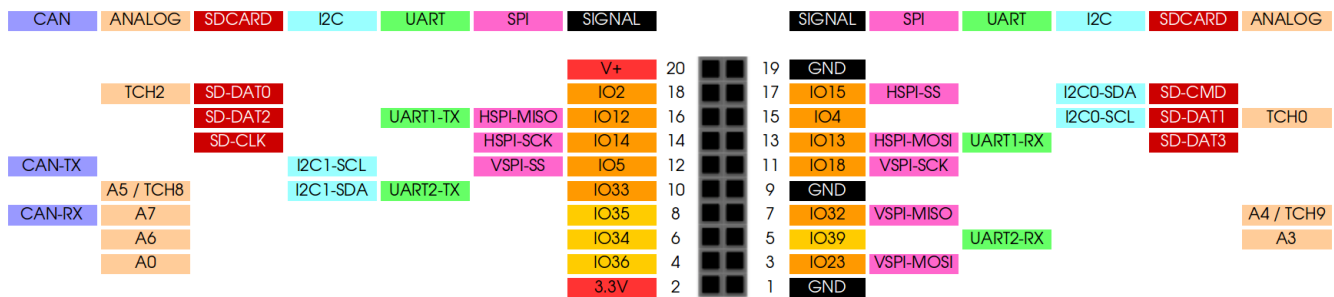 CAN ANALOG SDCARD I2C UART SPI SIGNAL SIGNAL SPI UART I2C SDCARD ANALOG
V+ 20 19 GND
TCH2 SD-DAT0 IO2 18 17 IO15 HSPI-SS I2C0-SDA SD-CMD
SD-DAT2 UART1-TX HSPI-MISO IO12 16 15 IO4 I2C0-SCL SD-DAT1 TCH0
SD-CLK HSPI-SCK IO14 14 13 IO13 HSPI-MOSI UART1-RX SD-DAT3
CAN-TX I2C1-SCL VSPI-SS IO5 12 11 IO18 VSPI-SCK
A5 / TCH8 I2C1-SDA UART2-TX IO33 10 9 GND
CAN-RX A7 IO35 8 7 IO32 VSPI-MISO A4 / TCH9
A6 IO34 6 5 IO39 UART2-RX A3
A0 IO36 4 3 IO23 VSPI-MOSI
3.3V 2 1 GND